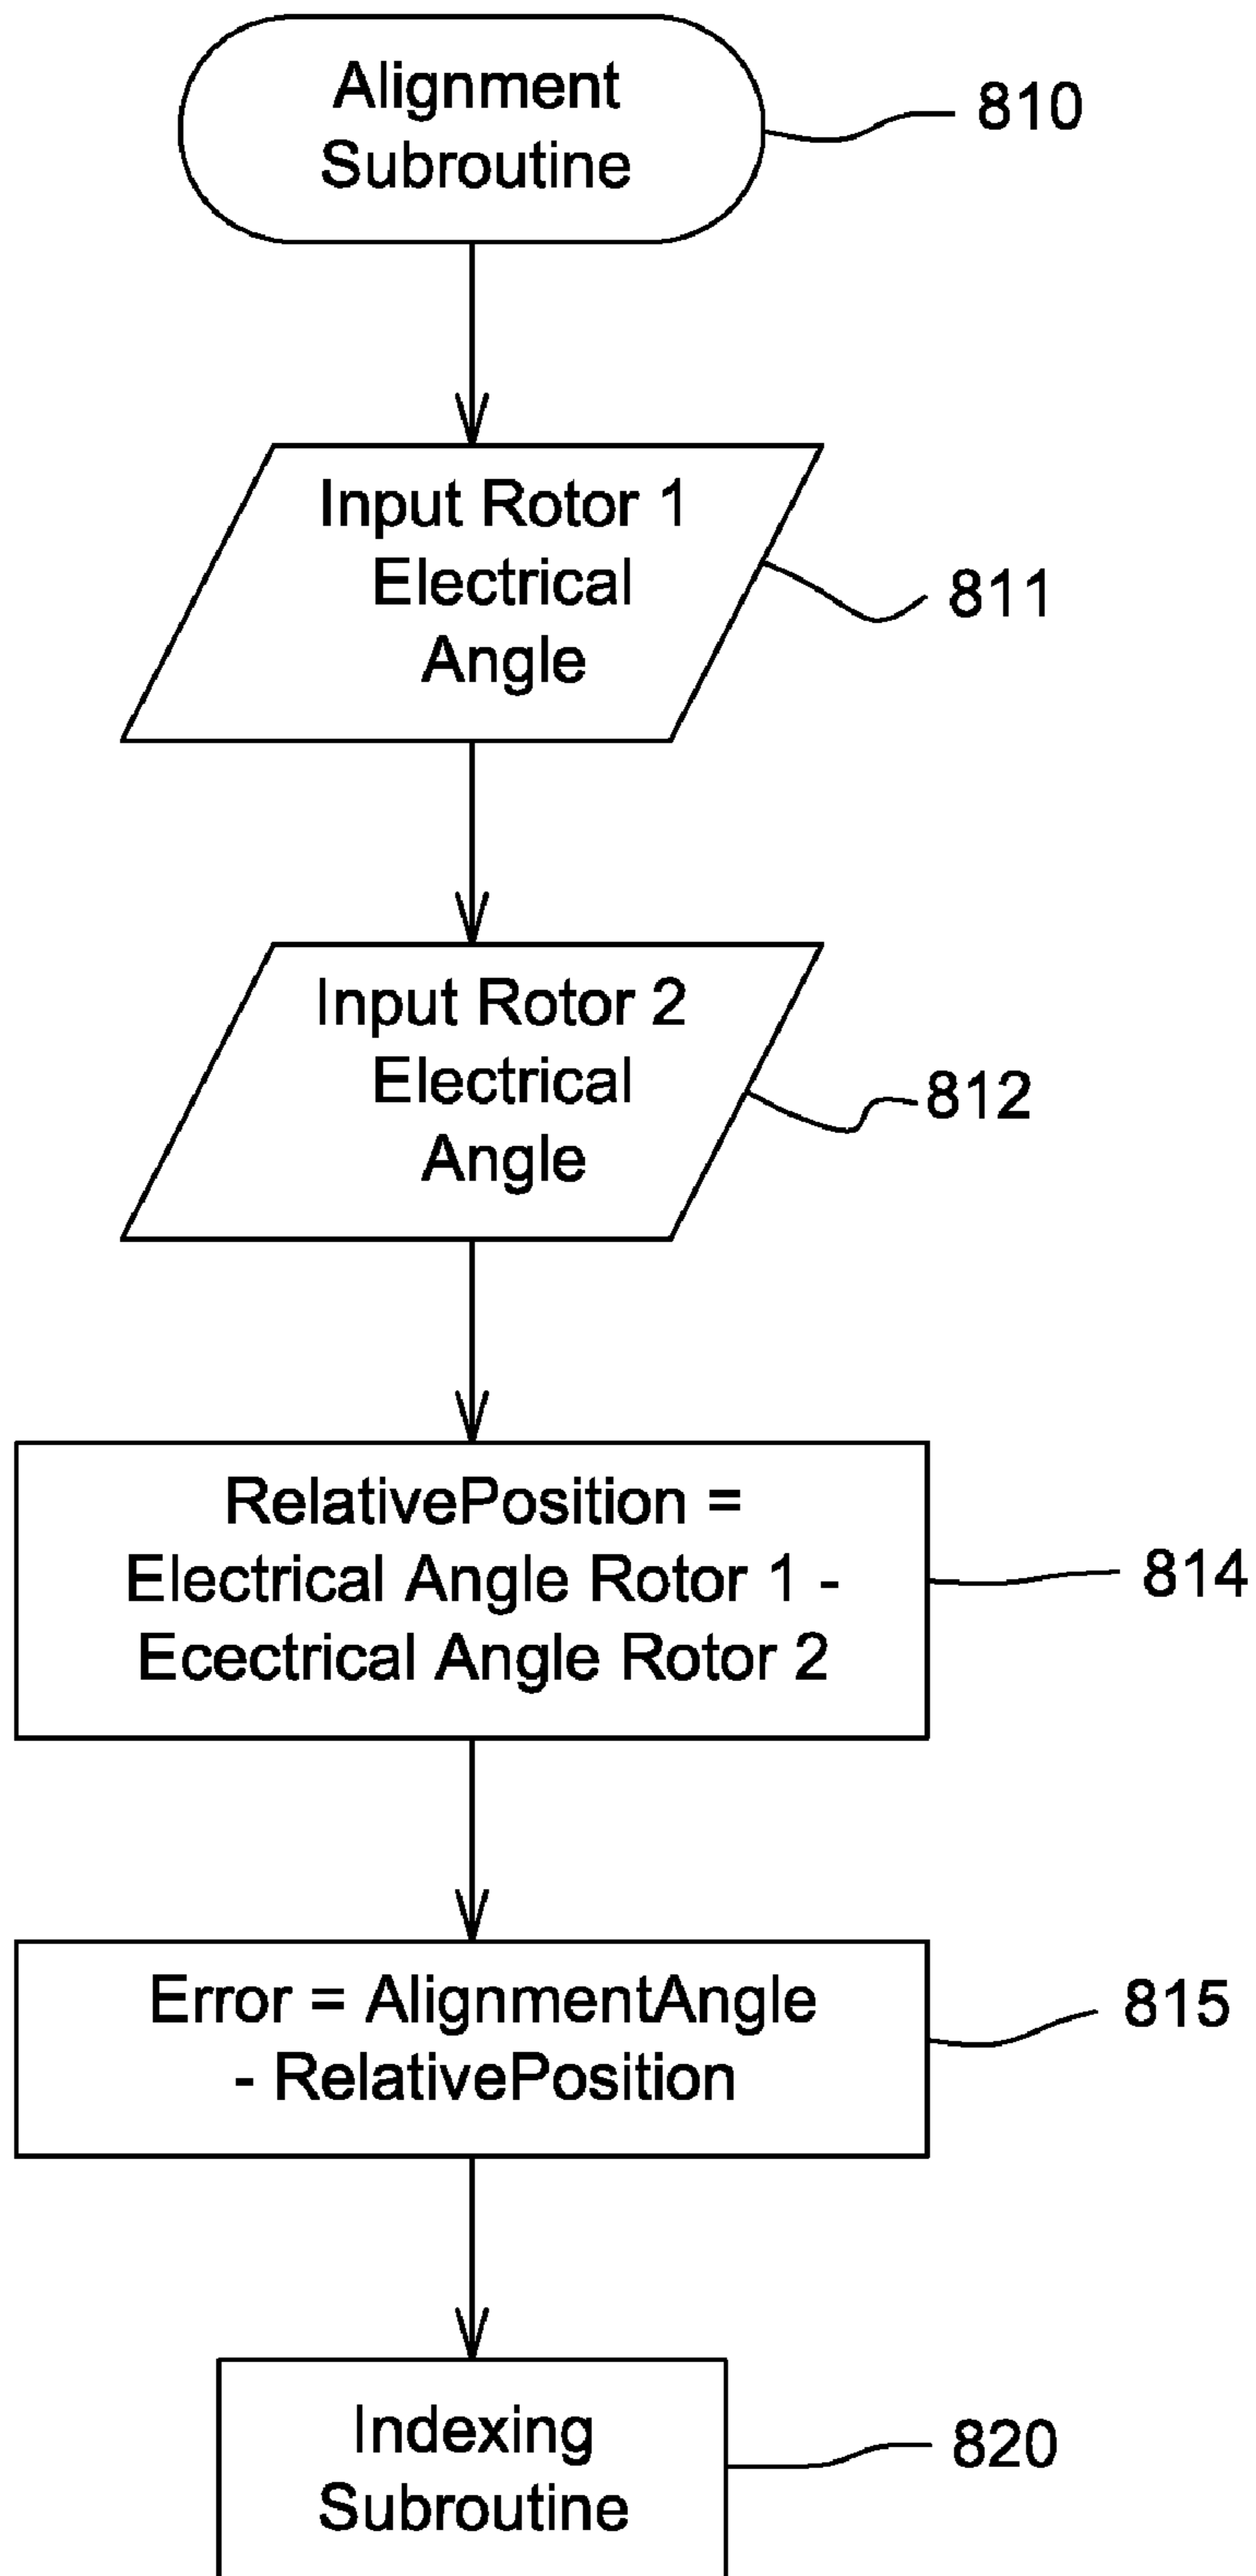 Alignment
Subroutine
810
Input Rotor 1
Electrical
Angle
811
Input Rotor 2
Electrical
Angle
812
RelativePosition =
Electrical Angle Rotor 1 -
Ecectrical Angle Rotor 2
814
Error = AlignmentAngle
- RelativePosition
815
Indexing
Subroutine
820